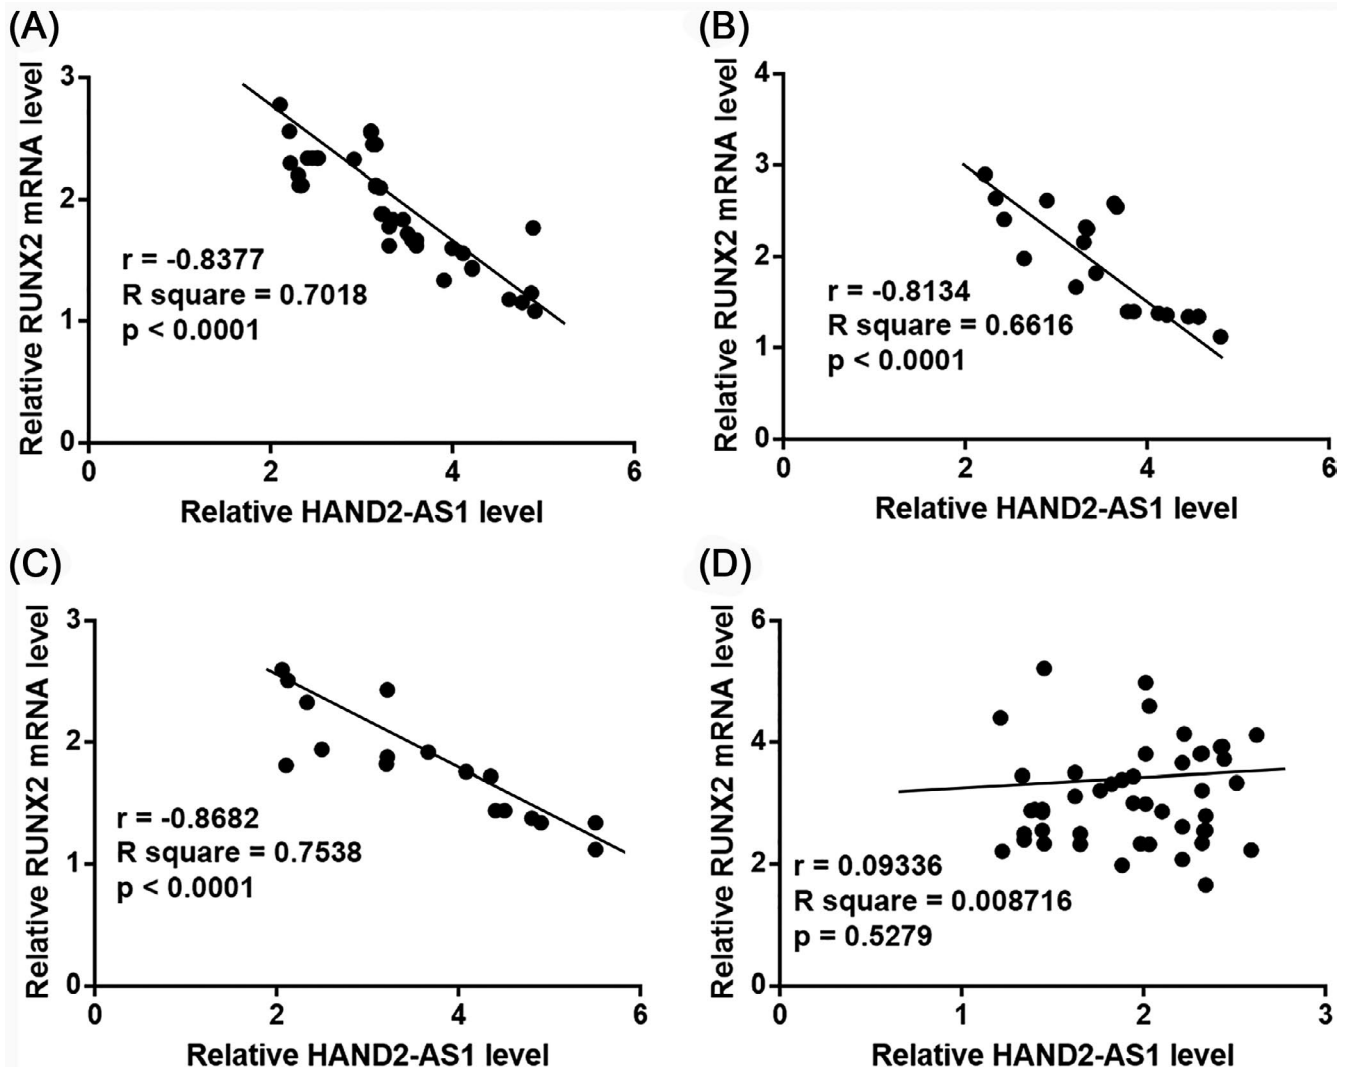 (A)
Relative RUNX2 mRNA level
3
2
1
0
r = -0.8377
R square = 0.7018
p < 0.0001
0 2 4 6
Relative HAND2-AS1 level
(B)
Relative RUNX2 mRNA level
4
3
2
1
0
r = -0.8134
R square = 0.6616
p < 0.0001
0 2 4 6
Relative HAND2-AS1 level
(C)
Relative RUNX2 mRNA level
3
2
1
0
r = -0.8682
R square = 0.7538
p < 0.0001
0 2 4 6
Relative HAND2-AS1 level
(D)
Relative RUNX2 mRNA level
6
4
2
0
r = 0.09336
R square = 0.008716
p = 0.5279
0 1 2 3
Relative HAND2-AS1 level